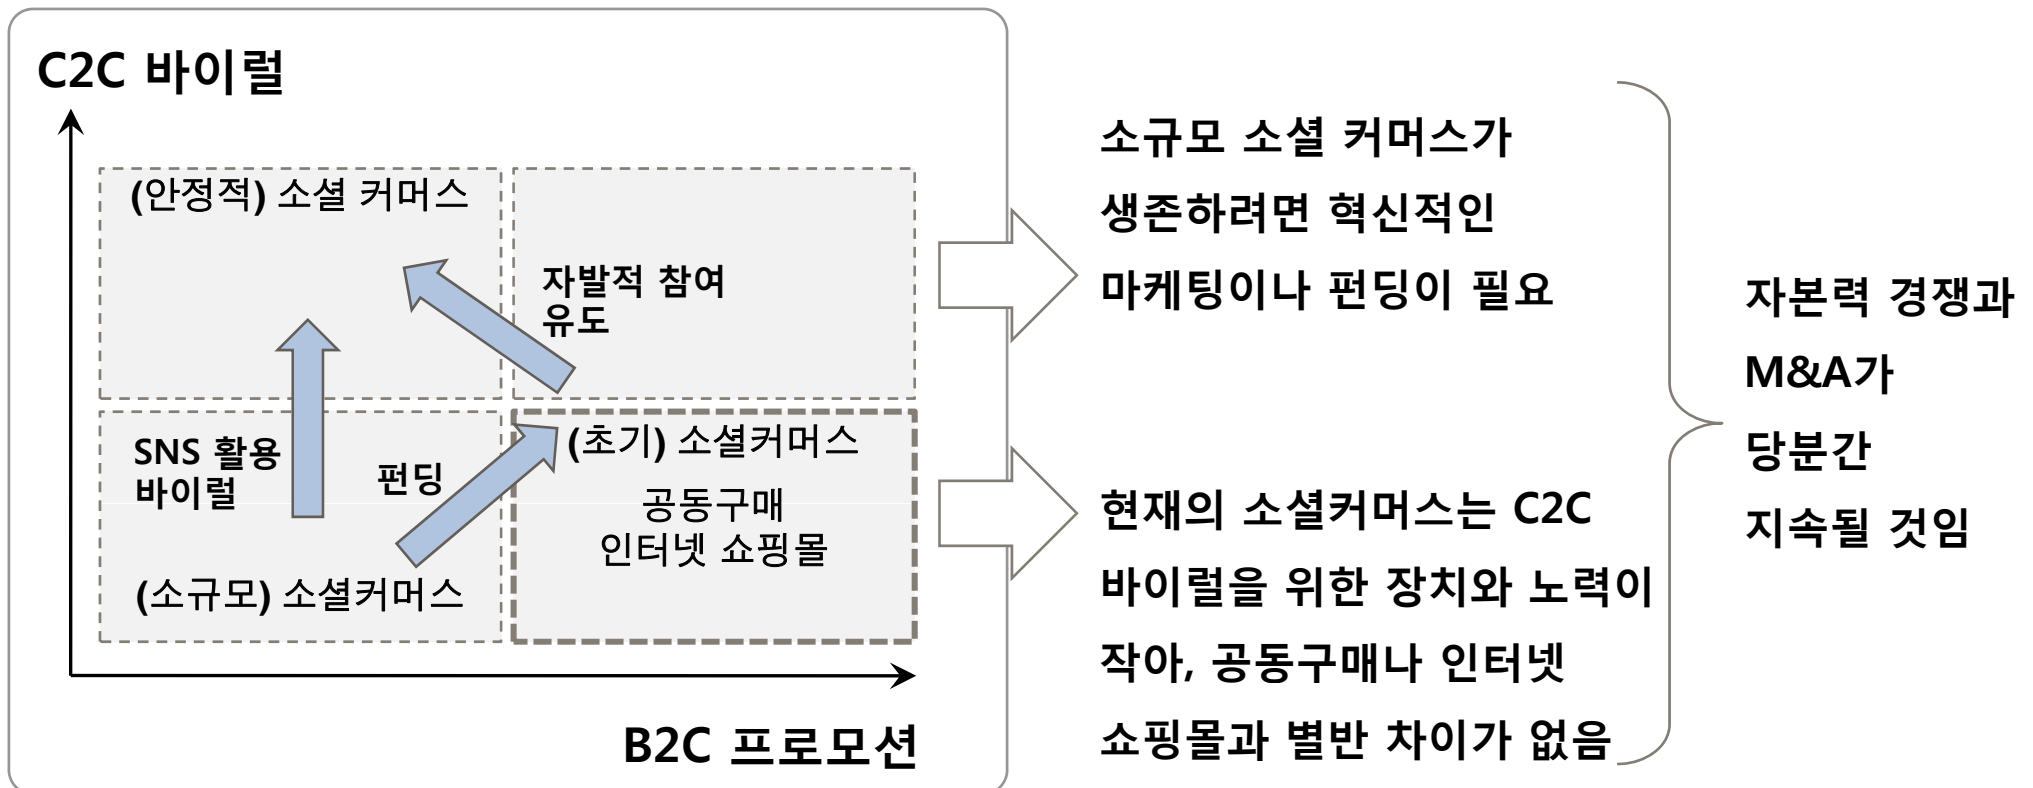 C2C 바이럴
(안정적) 소셜 커머스
자발적 참여
유도
SNS 활용
바이럴
펀딩
(초기) 소셜커머스
공동구매
인터넷 쇼핑몰
(소규모) 소셜커머스
B2C 프로모션
소규모 소셜 커머스가
생존하려면 혁신적인
마케팅이나 펀딩이 필요
현재의 소셜커머스는 C2C
바이럴을 위한 장치와 노력이
작아, 공동구매나 인터넷
쇼핑몰과 별반 차이가 없음
자본력 경쟁과
M&A가
당분간
지속될 것임